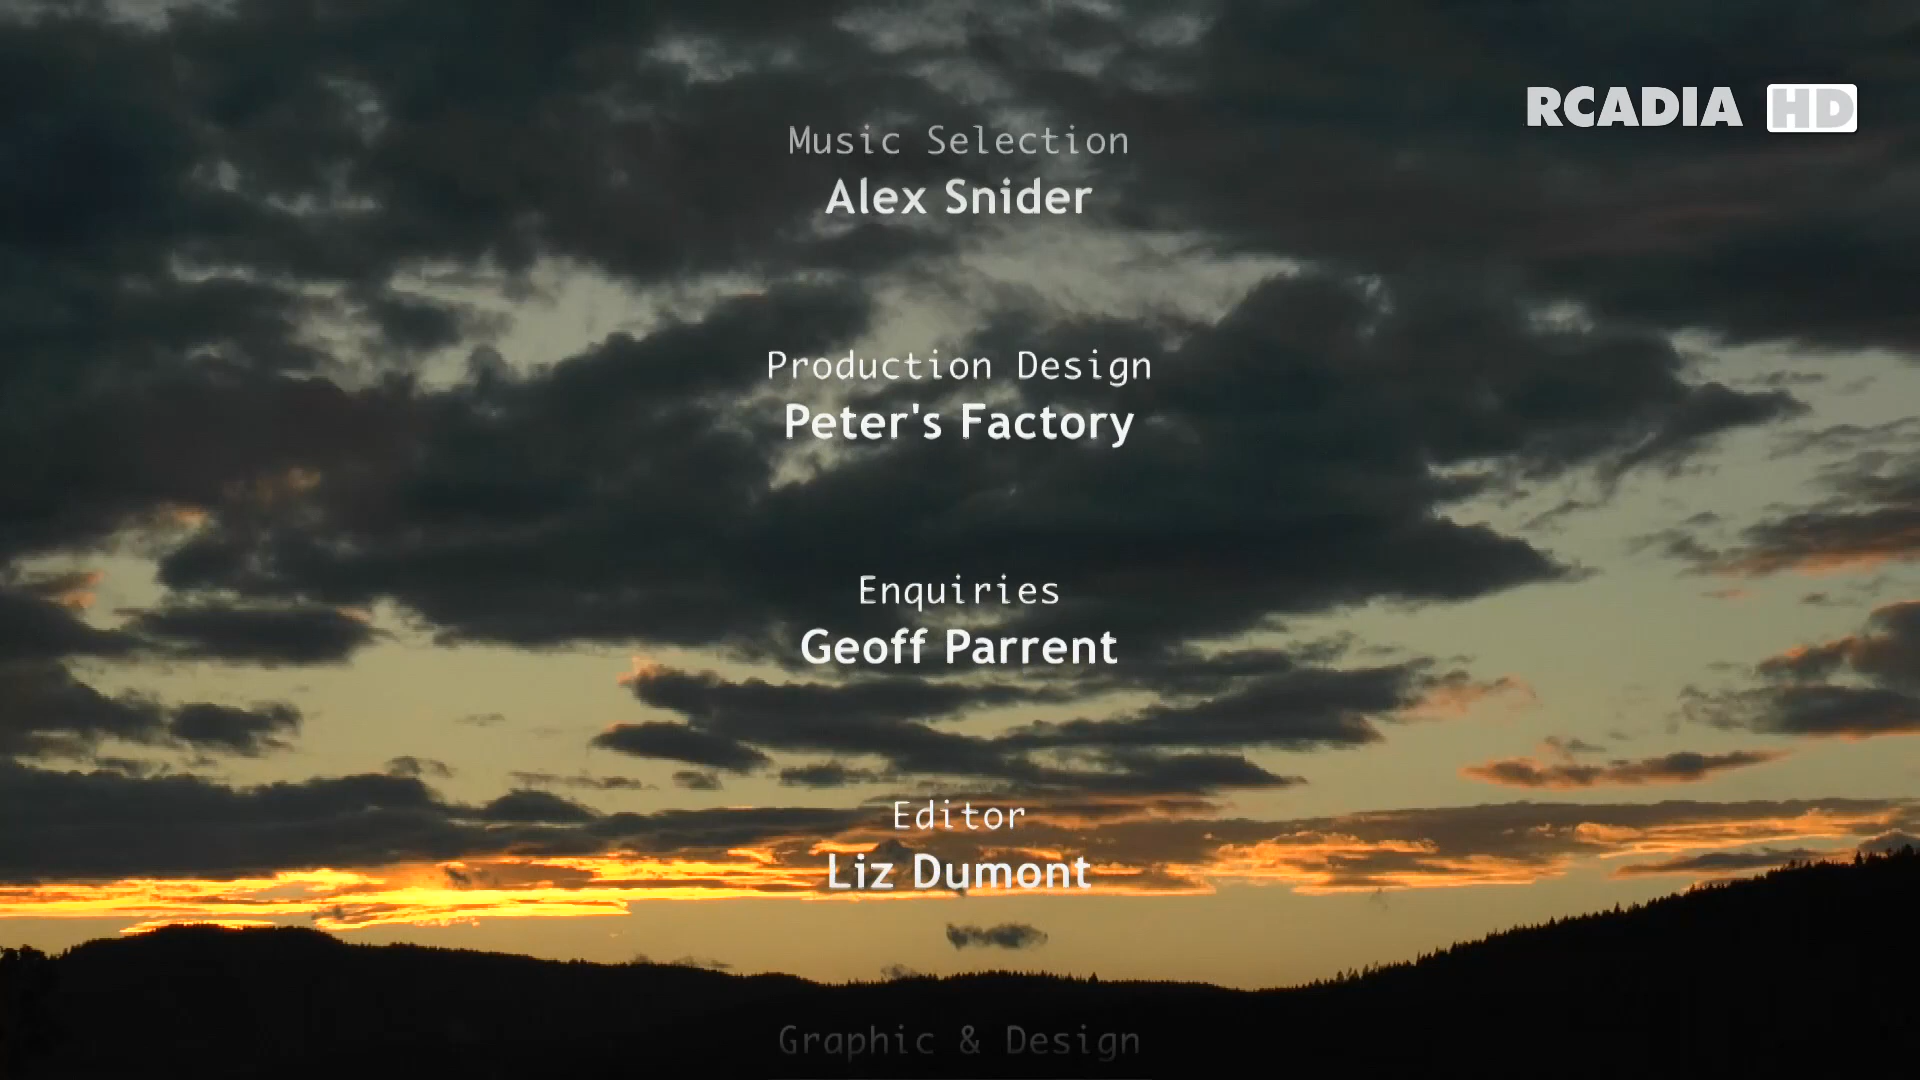 RCADIA HD
Music Selection
Alex Snider
Production Design
Peter's Factory
Enquiries
Geoff Parrent
Editor
Liz Dumont
Graphic & Design